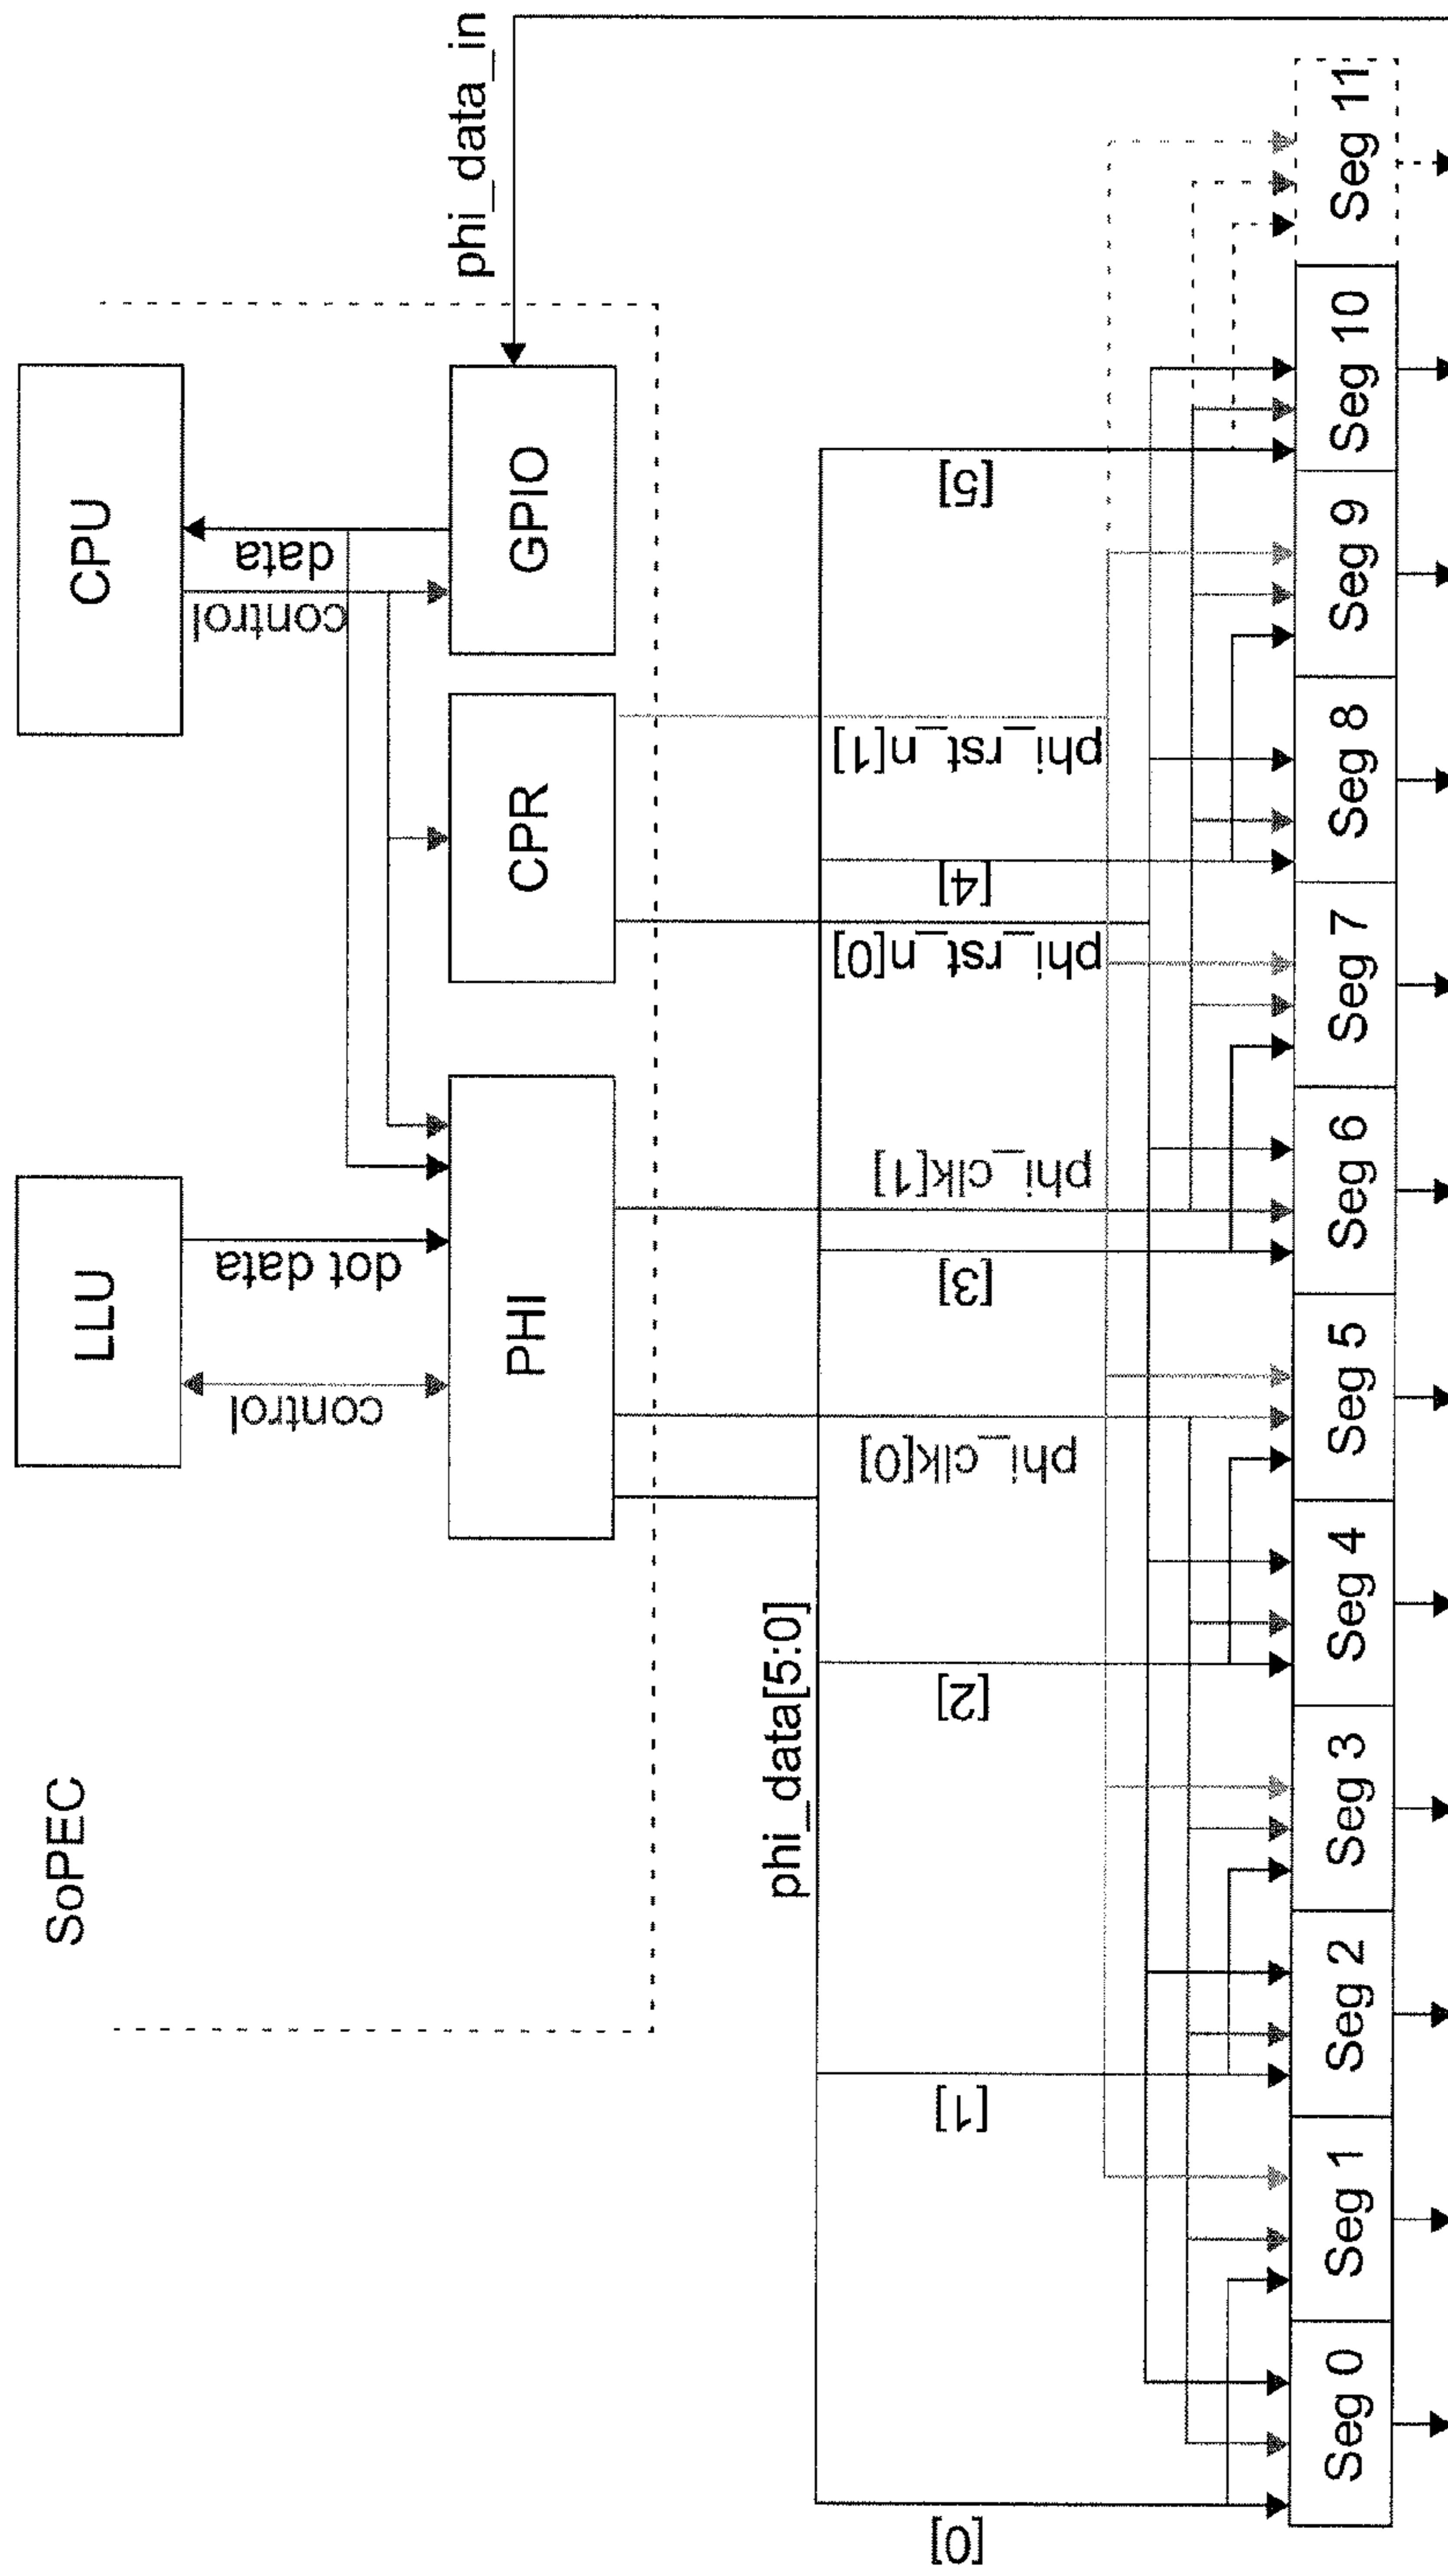 SoPEC
LLU
CPU
control
dot data
control
data
PHI
CPR
GPIO
phi_data_in
phi_data[5:0]
[0]
[1]
[2]
phi_clk[0]
[3]
phi_clk[1]
phi_rst_n[0]
[4]
phi_rst_n[1]
[5]
Seg 0
Seg 1
Seg 2
Seg 3
Seg 4
Seg 5
Seg 6
Seg 7
Seg 8
Seg 9
Seg 10
Seg 11